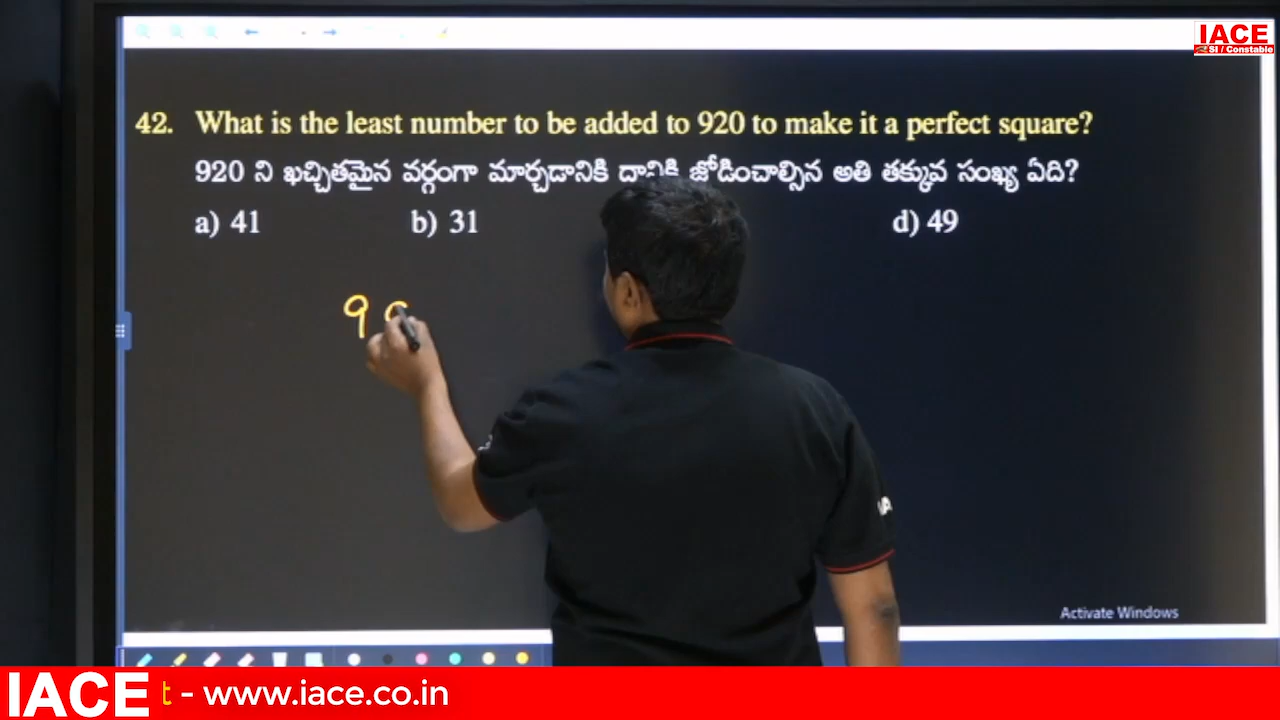 IACE
SI / Constable
42. What is the least number to be added to 920 to make it a perfect square?
920 ని ఖచ్చితమైన వర్గంగా మార్చడానికి దానికి జోడించాల్సిన అతి తక్కువ సంఖ్య ఏది?
a) 41 b) 31 d) 49
9
Activate Windows
IACE t - www.iace.co.in